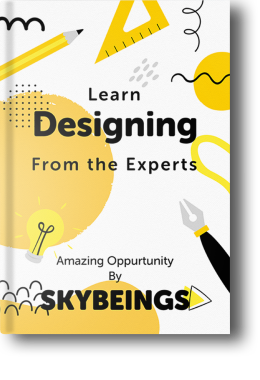 Learn
Designing
From the Experts
Amazing Oppurtunity
By
SKYBEINGS